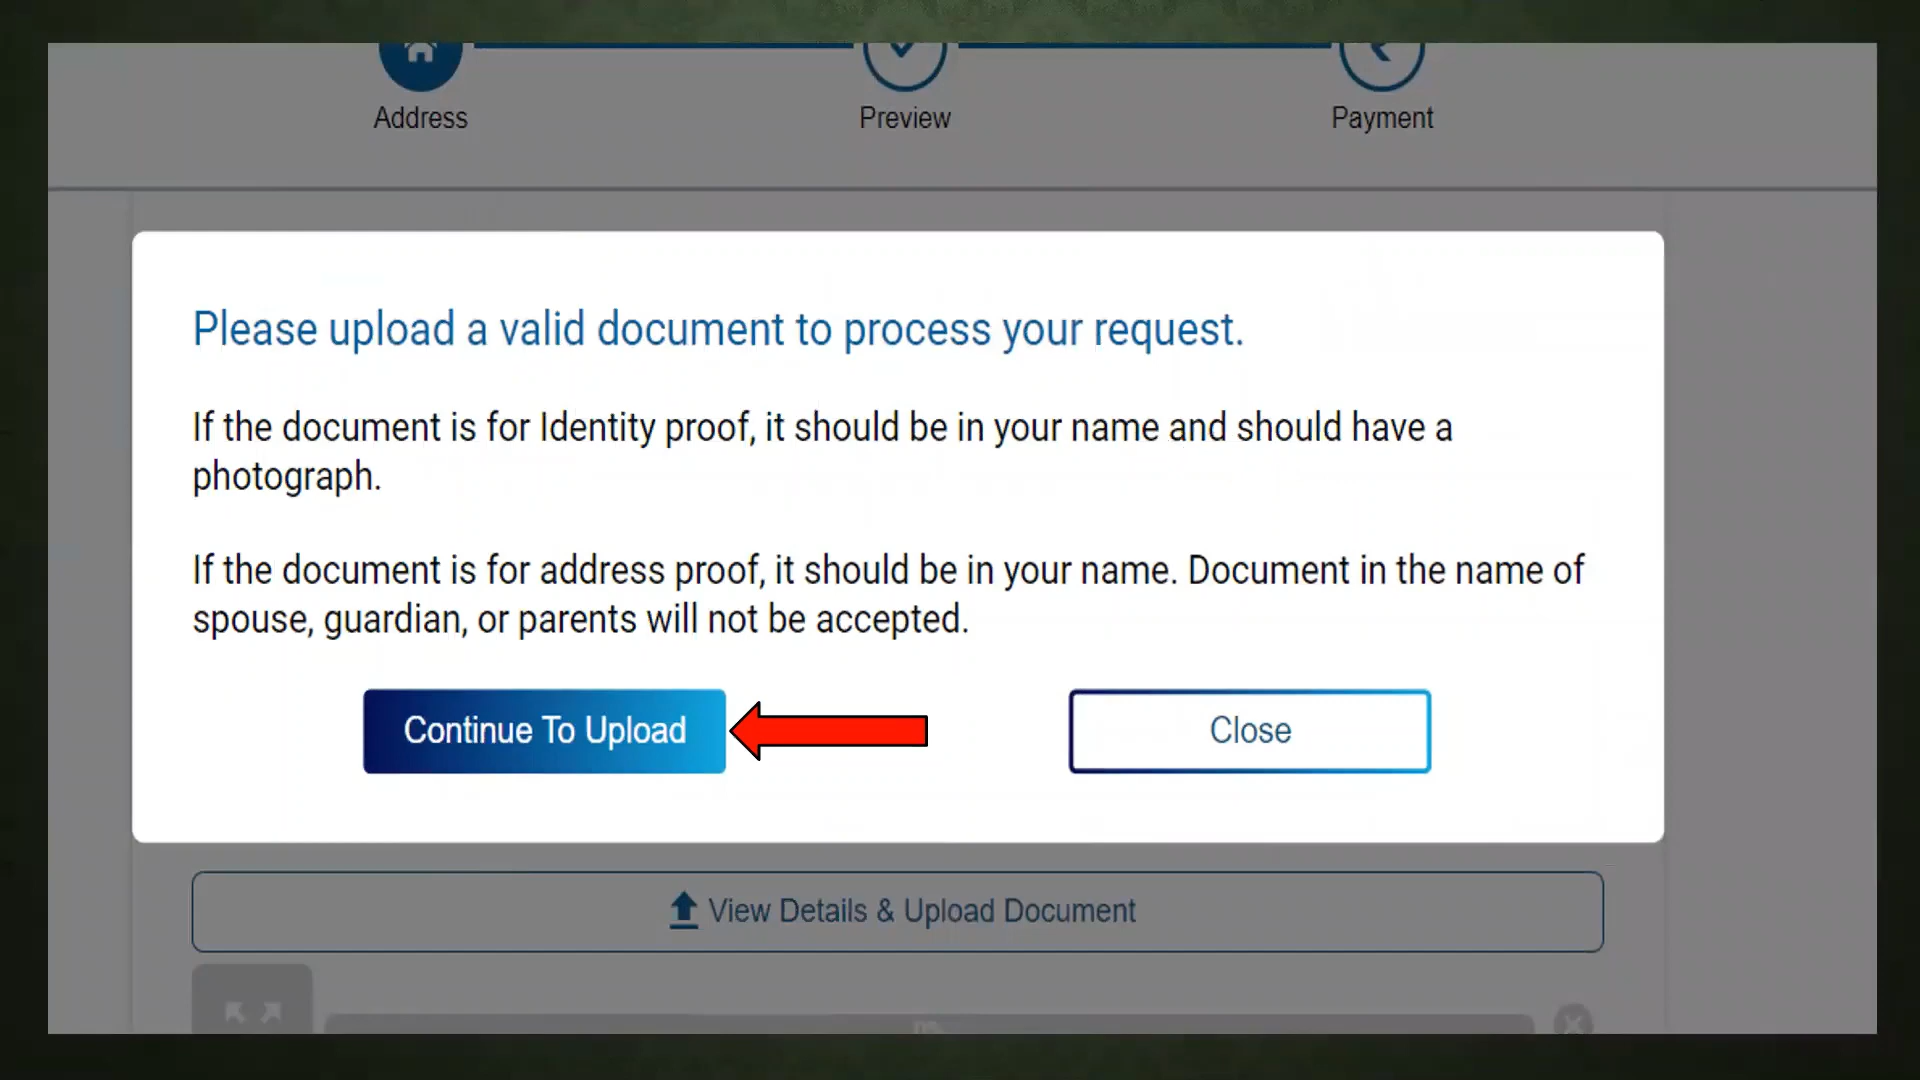 Address Preview Payment
Please upload a valid document to process your request.
If the document is for Identity proof, it should be in your name and should have a
photograph.
If the document is for address proof, it should be in your name. Document in the name of
spouse, guardian, or parents will not be accepted.
Continue To Upload Close
View Details & Upload Document